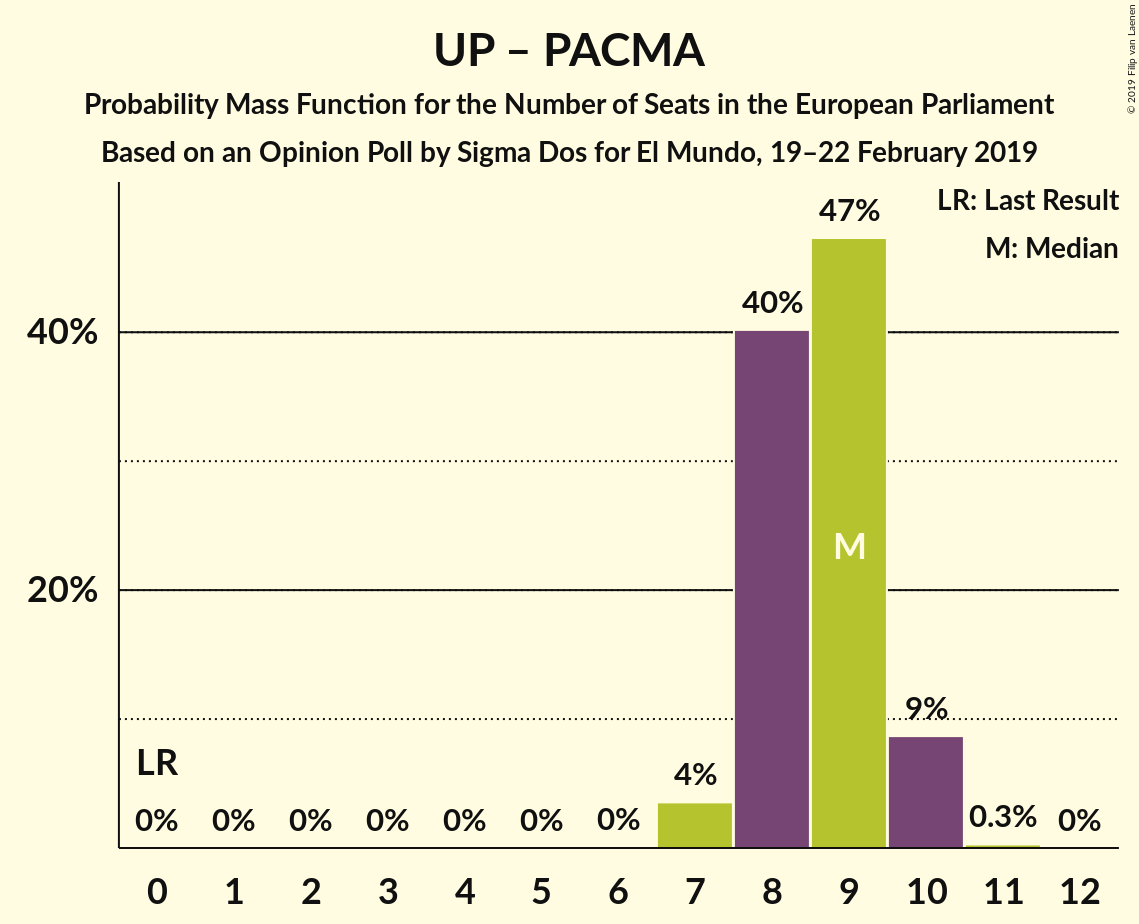 UP – PACMA
Probability Mass Function for the Number of Seats in the European Parliament
Based on an Opinion Poll by Sigma Dos for El Mundo, 19–22 February 2019
© 2019 Filip van Laenen
LR: Last Result
M: Median
40%
20%
LR
0% 0% 0% 0% 0% 0% 0% 4% 40% 47% 9% 0.3% 0%
M
0 1 2 3 4 5 6 7 8 9 10 11 12